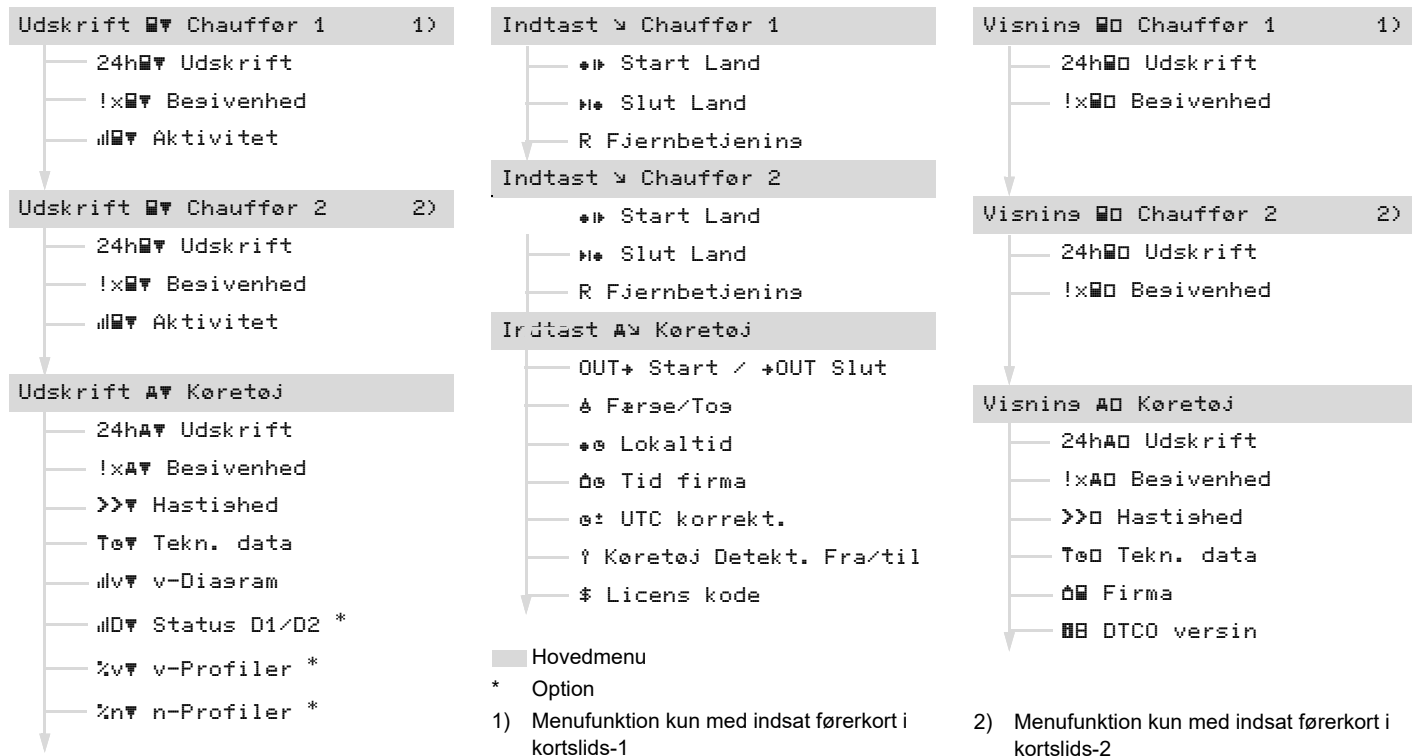 Udskrift Chauffør 1 1)
24h Udskrift
!x Begivenhed
Aktivitet
Udskrift Chauffør 2 2)
24h Udskrift
!x Begivenhed
Aktivitet
Udskrift Køretøj
24h Udskrift
!x Begivenhed
>> Hastighed
T Tekn. data
v v-Diagram
D Status D1/D2 *
%v v-Profiler *
%n n-Profiler *
Indtast Chauffør 1
Start Land
Slut Land
R Fjernbetjening
Indtast Chauffør 2
Start Land
Slut Land
R Fjernbetjening
Indtast Køretøj
OUT→ Start / →OUT Slut
Færge/Tog
Lokaltid
Tid firma
UTC korrekt.
Køretøj Detekt. Fra/til
$ Licens kode
Hovedmenu
* Option
1) Menufunktion kun med indsat førerkort i
kortslids-1
Visning Chauffør 1 1)
24h Udskrift
!x Begivenhed
Visning Chauffør 2 2)
24h Udskrift
!x Begivenhed
Visning Køretøj
24h Udskrift
!x Begivenhed
>> Hastighed
T Tekn. data
Firma
DTCO versin
2) Menufunktion kun med indsat førerkort i
kortslids-2